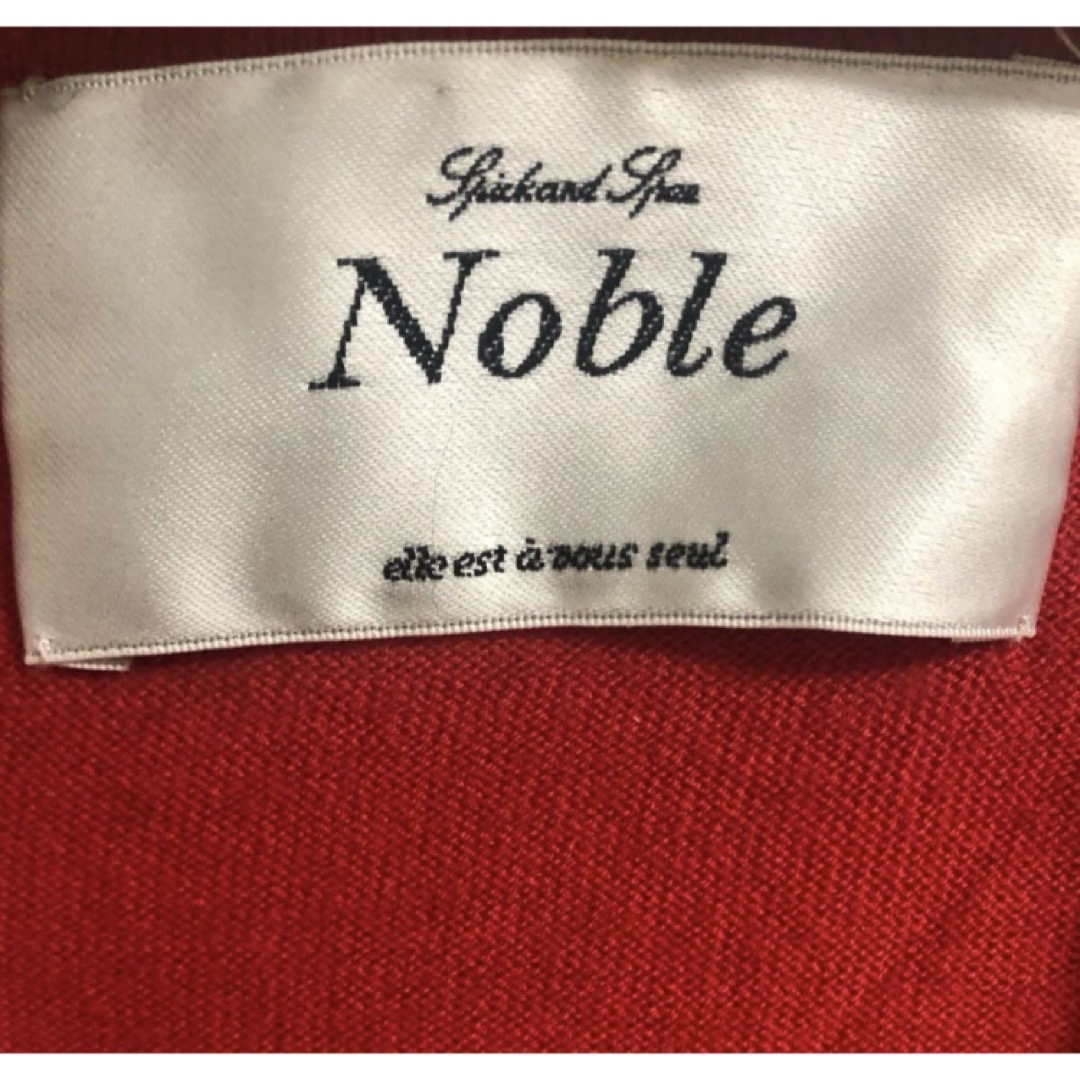 Spick and Span
Noble
elle est à vous seul